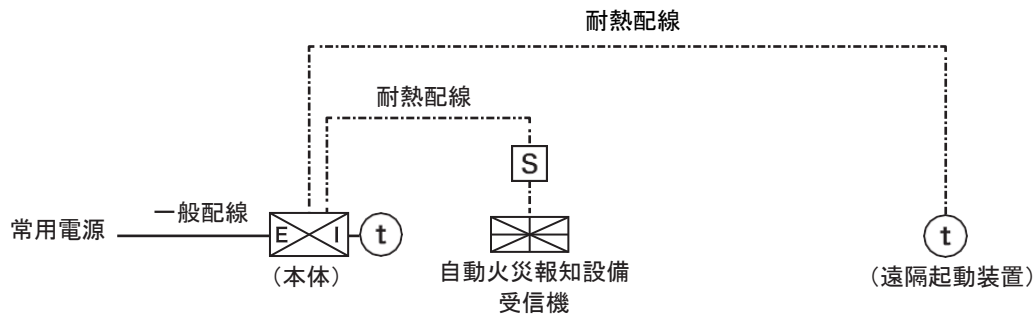 耐熱配線
耐熱配線
S
常用電源
一般配線
E I
t
t
(本体)
自動火災報知設備
受信機
(遠隔起動装置)